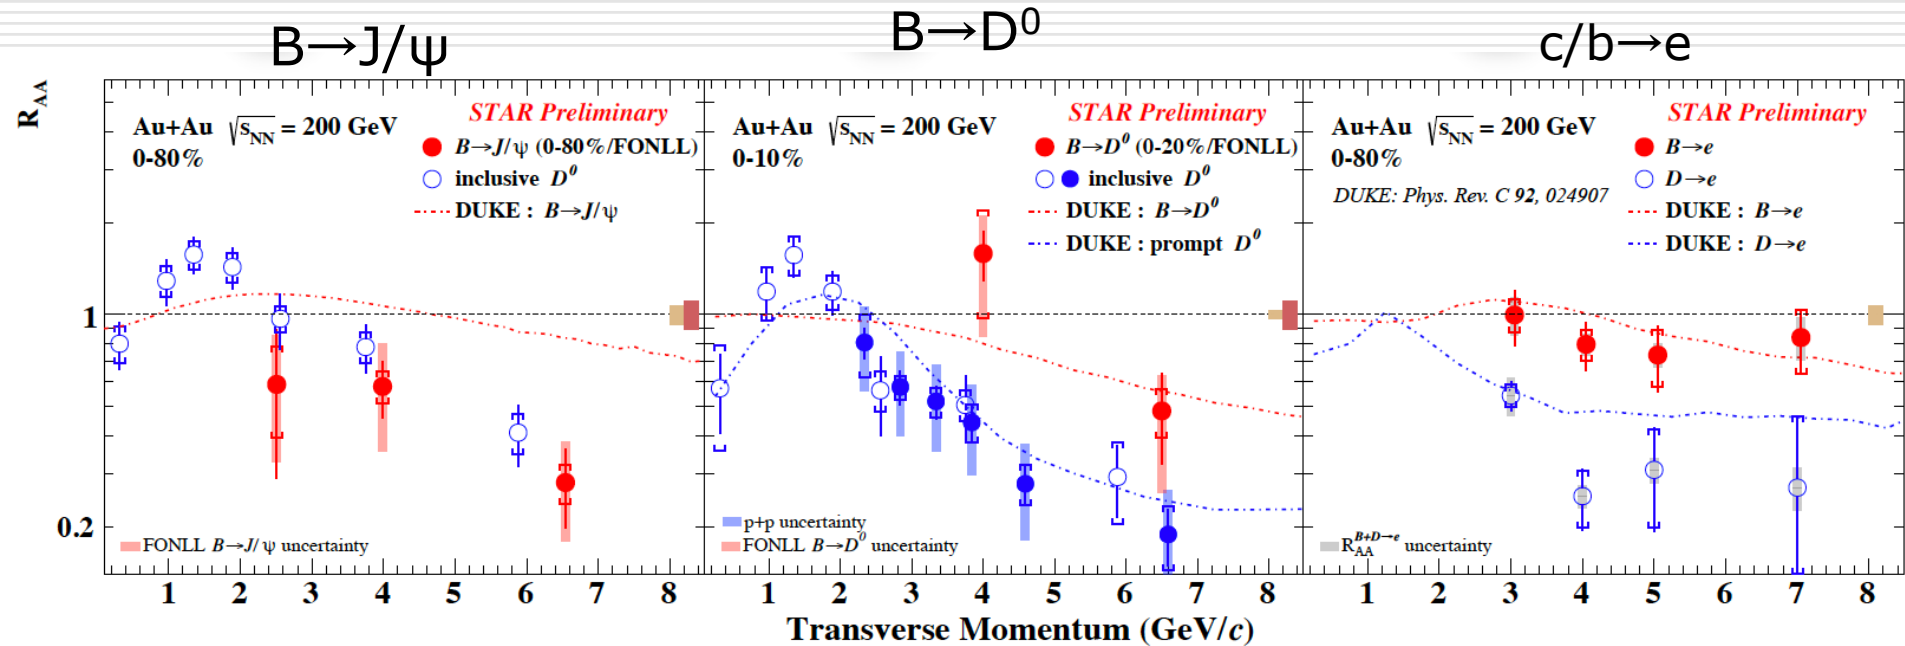 B→J/ψ
B→D⁰
c/b→e
R_AA
STAR Preliminary
Au+Au √s_NN = 200 GeV
0-80%
B→J/ψ (0-80%/FONLL)
inclusive D⁰
DUKE : B→J/ψ
FONLL B→J/ψ uncertainty
STAR Preliminary
Au+Au √s_NN = 200 GeV
0-10%
B→D⁰ (0-20%/FONLL)
inclusive D⁰
DUKE : B→D⁰
DUKE : prompt D⁰
p+p uncertainty
FONLL B→D⁰ uncertainty
STAR Preliminary
Au+Au √s_NN = 200 GeV
0-80%
B→e
D→e
DUKE: Phys. Rev. C 92, 024907
DUKE : B→e
DUKE : D→e
R_AA^B+D→e uncertainty
1
0.2
1 2 3 4 5 6 7 8
1 2 3 4 5 6 7 8
1 2 3 4 5 6 7 8
Transverse Momentum (GeV/c)